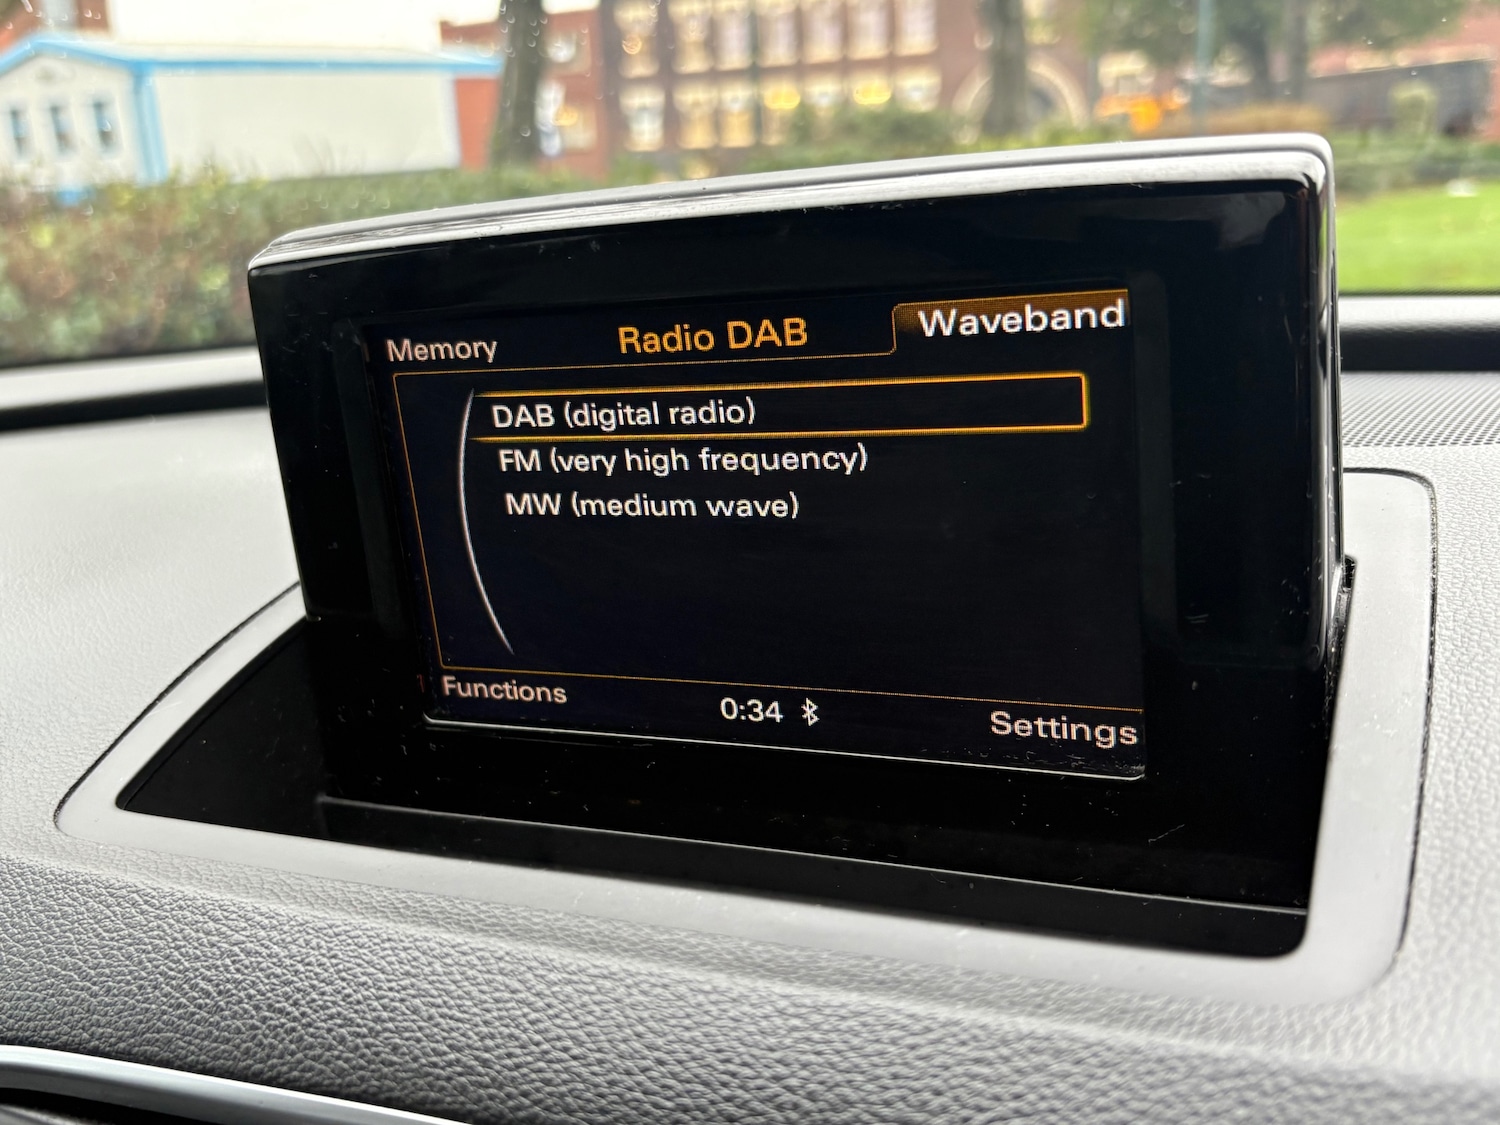 Memory
Radio DAB
Waveband
DAB (digital radio)
FM (very high frequency)
MW (medium wave)
Functions
0:34
Settings